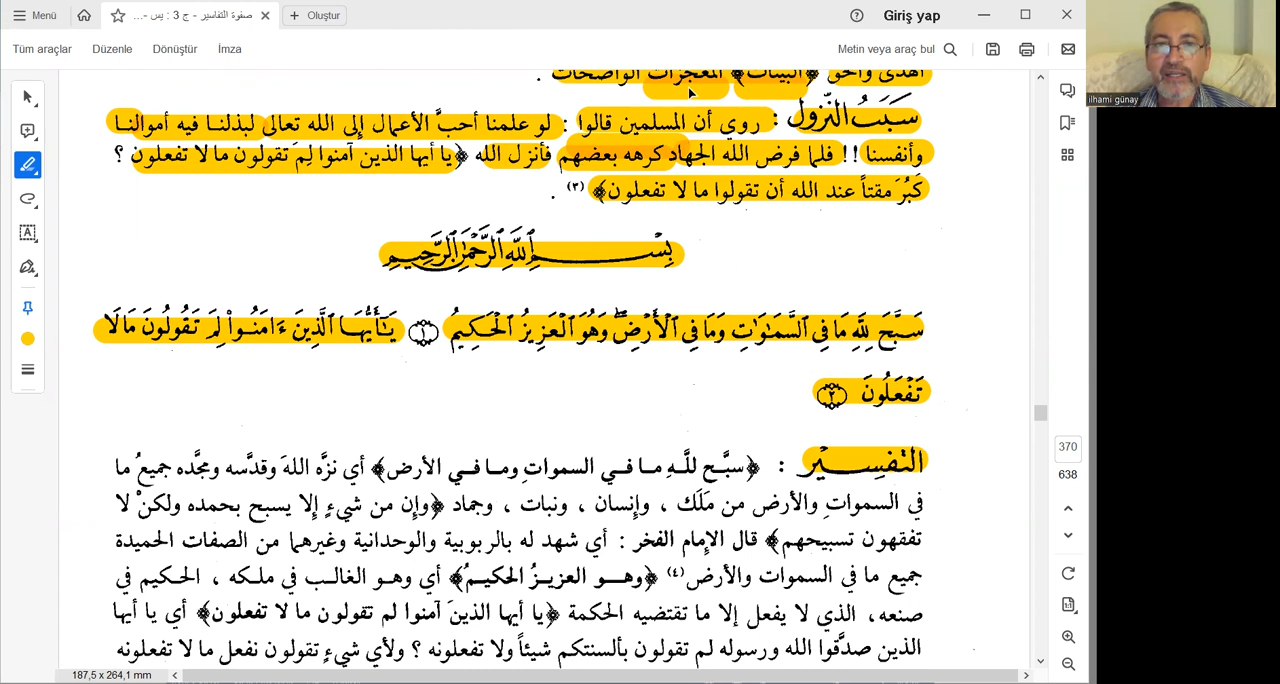 Menü
صفوة التفاسير - ج 3 : يس -...
Oluştur
Giriş yap
Tüm araçlar
Düzenle
Dönüştür
İmza
Metin veya araç bul
ilhami günay
الهدى والحق ﴿البينات﴾ المعجزات الواضحات .
سَبَبُ النّزول : روي أن المسلمين قالوا : لو علمنا أحبَّ الأعمال إلى الله تعالى لبذلنا فيه أموالنا
وأنفسنا !! فلما فرض الله الجهاد كرهه بعضهم فأنزل الله ﴿يا أيها الذين آمنوا لِمَ تقولون ما لا تفعلون ؟
كَبُرَ مقتاً عند الله أن تقولوا ما لا تفعلون﴾ (٣) .
بِسْمِ ٱللَّهِ ٱلرَّحْمَٰنِ ٱلرَّحِيمِ
سَبَّحَ لِلَّهِ مَا فِى ٱلسَّمَٰوَٰتِ وَمَا فِى ٱلْأَرْضِۖ وَهُوَ ٱلْعَزِيزُ ٱلْحَكِيمُ ١ يَٰٓأَيُّهَا ٱلَّذِينَ ءَامَنُوا۟ لِمَ تَقُولُونَ مَا لَا
تَفْعَلُونَ ٢
التفسير : ﴿سبَّح للَّهِ ما في السمواتِ وما في الأرض﴾ أي نزَّه اللهَ وقدَّسه ومجَّده جميعُ ما
في السمواتِ والأرض من مَلَك ، وإنسان ، ونبات ، وجماد ﴿وإن من شيءٍ إلا يسبح بحمده ولكنْ لا
تفقهون تسبيحهم﴾ قال الإمام الفخر : أي شهد له بالربوبية والوحدانية وغيرهما من الصفات الحميدة
جميع ما في السموات والأرض(٤) ﴿وهو العزيزُ الحكيمُ﴾ أي وهو الغالب في ملكه ، الحكيم في
صنعه، الذي لا يفعل إلا ما تقتضيه الحكمة ﴿يا أيها الذينَ آمنوا لم تقولون ما لا تفعلون﴾ أي يا أيها
الذين صدَّقوا الله ورسوله لم تقولون بألسنتكم شيئاً ولا تفعلونه ؟ ولأي شيءٍ تقولون نفعل ما لا تفعلونه
370
638
187,5 x 264,1 mm